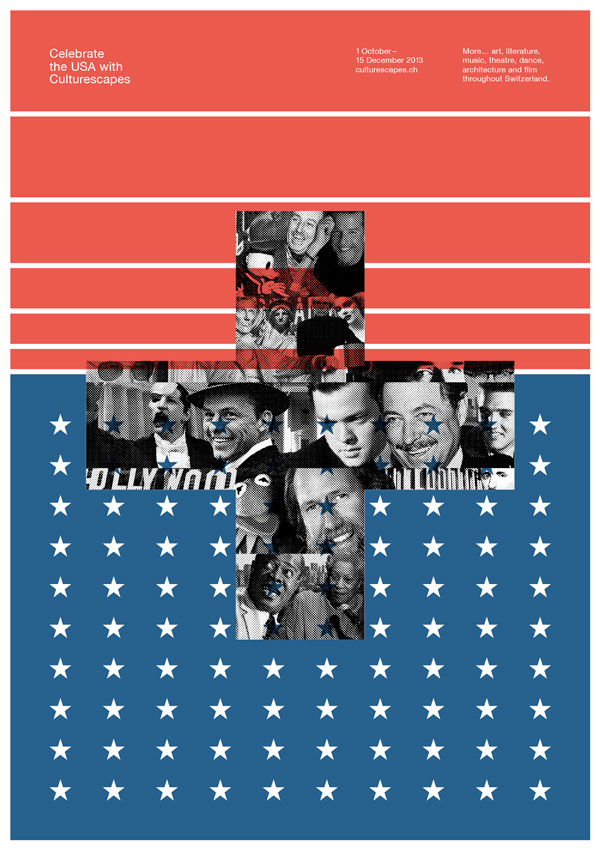 Celebrate
the USA with
Culturescapes
1 October–
15 December 2013
culturescapes.ch
More... art, literature,
music, theatre, dance,
architecture and film
throughout Switzerland.
HOLLYWOOD